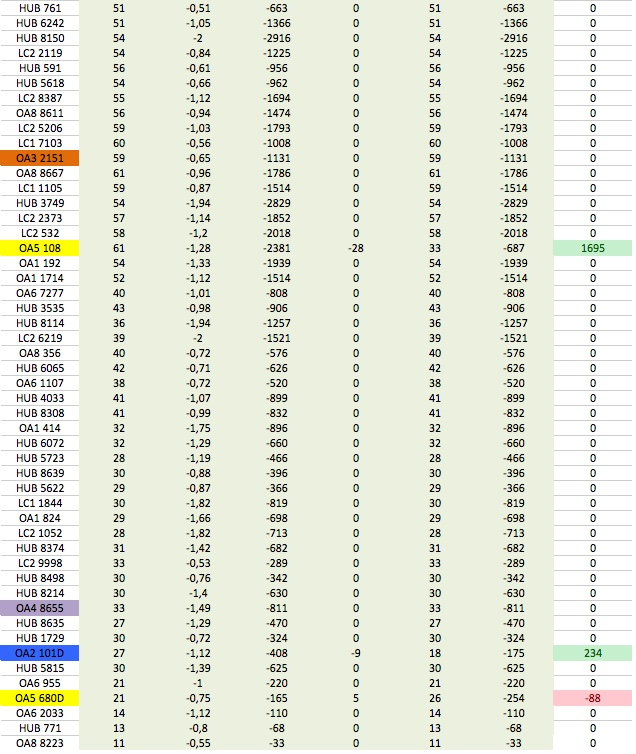 HUB 761 51 -0,51 -663 0 51 -663 0
HUB 6242 51 -1,05 -1366 0 51 -1366 0
HUB 8150 54 -2 -2916 0 54 -2916 0
LC2 2119 54 -0,84 -1225 0 54 -1225 0
HUB 591 56 -0,61 -956 0 56 -956 0
HUB 5618 54 -0,66 -962 0 54 -962 0
LC2 8387 55 -1,12 -1694 0 55 -1694 0
OA8 8611 56 -0,94 -1474 0 56 -1474 0
LC2 5206 59 -1,03 -1793 0 59 -1793 0
LC1 7103 60 -0,56 -1008 0 60 -1008 0
OA3 2151 59 -0,65 -1131 0 59 -1131 0
OA8 8667 61 -0,96 -1786 0 61 -1786 0
LC1 1105 59 -0,87 -1514 0 59 -1514 0
HUB 3749 54 -1,94 -2829 0 54 -2829 0
LC2 2373 57 -1,14 -1852 0 57 -1852 0
LC2 532 58 -1,2 -2018 0 58 -2018 0
OA5 108 61 -1,28 -2381 -28 33 -687 1695
OA1 192 54 -1,33 -1939 0 54 -1939 0
OA1 1714 52 -1,12 -1514 0 52 -1514 0
OA6 7277 40 -1,01 -808 0 40 -808 0
HUB 3535 43 -0,98 -906 0 43 -906 0
HUB 8114 36 -1,94 -1257 0 36 -1257 0
LC2 6219 39 -2 -1521 0 39 -1521 0
OA8 356 40 -0,72 -576 0 40 -576 0
HUB 6065 42 -0,71 -626 0 42 -626 0
OA6 1107 38 -0,72 -520 0 38 -520 0
HUB 4033 41 -1,07 -899 0 41 -899 0
HUB 8308 41 -0,99 -832 0 41 -832 0
OA1 414 32 -1,75 -896 0 32 -896 0
HUB 6072 32 -1,29 -660 0 32 -660 0
HUB 5723 28 -1,19 -466 0 28 -466 0
HUB 8639 30 -0,88 -396 0 30 -396 0
HUB 5622 29 -0,87 -366 0 29 -366 0
LC1 1844 30 -1,82 -819 0 30 -819 0
OA1 824 29 -1,66 -698 0 29 -698 0
LC2 1052 28 -1,82 -713 0 28 -713 0
HUB 8374 31 -1,42 -682 0 31 -682 0
LC2 9998 33 -0,53 -289 0 33 -289 0
HUB 8498 30 -0,76 -342 0 30 -342 0
HUB 8214 30 -1,4 -630 0 30 -630 0
OA4 8655 33 -1,49 -811 0 33 -811 0
HUB 8635 27 -1,29 -470 0 27 -470 0
HUB 1729 30 -0,72 -324 0 30 -324 0
OA2 101D 27 -1,12 -408 -9 18 -175 234
HUB 5815 30 -1,39 -625 0 30 -625 0
OA6 955 21 -1 -220 0 21 -220 0
OA5 680D 21 -0,75 -165 5 26 -254 -88
OA6 2033 14 -1,12 -110 0 14 -110 0
HUB 771 13 -0,8 -68 0 13 -68 0
OA8 8223 11 -0,55 -33 0 11 -33 0